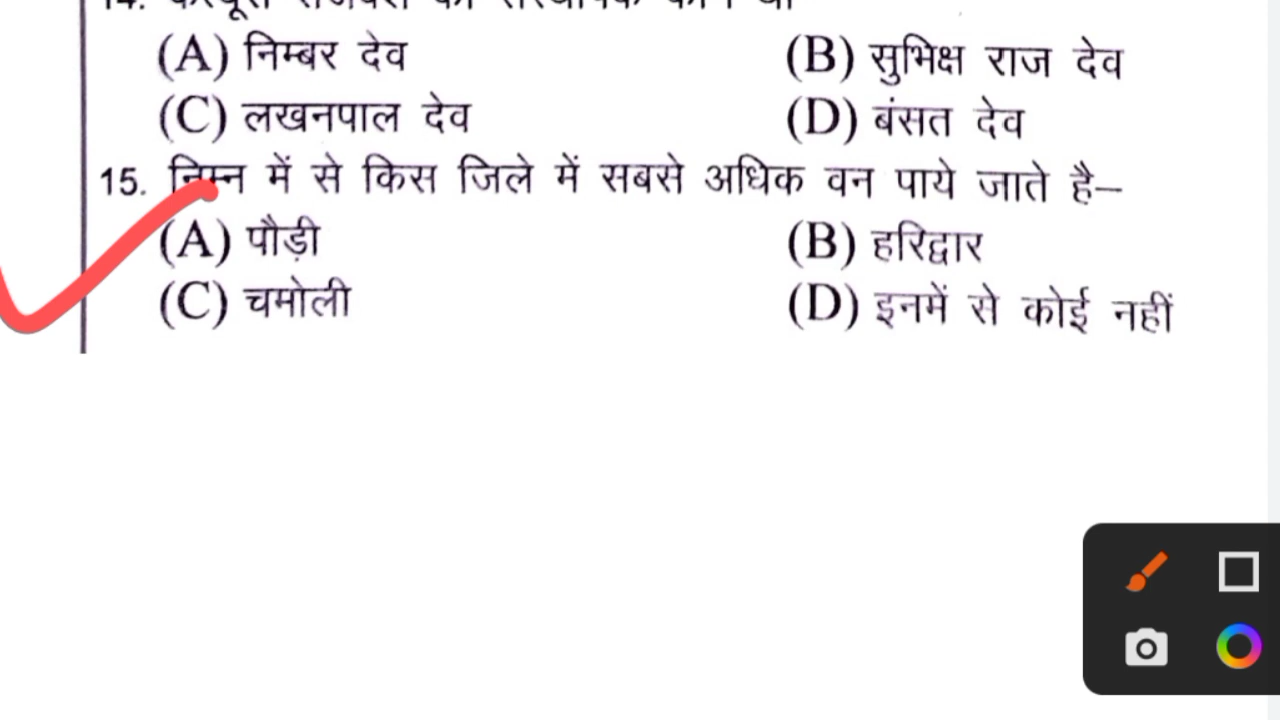 (A) निम्बर देव (B) सुभिक्ष राज देव
(C) लखनपाल देव (D) बंसत देव
15. निम्न में से किस जिले में सबसे अधिक वन पाये जाते है–
(A) पौड़ी (B) हरिद्वार
(C) चमोली (D) इनमें से कोई नहीं